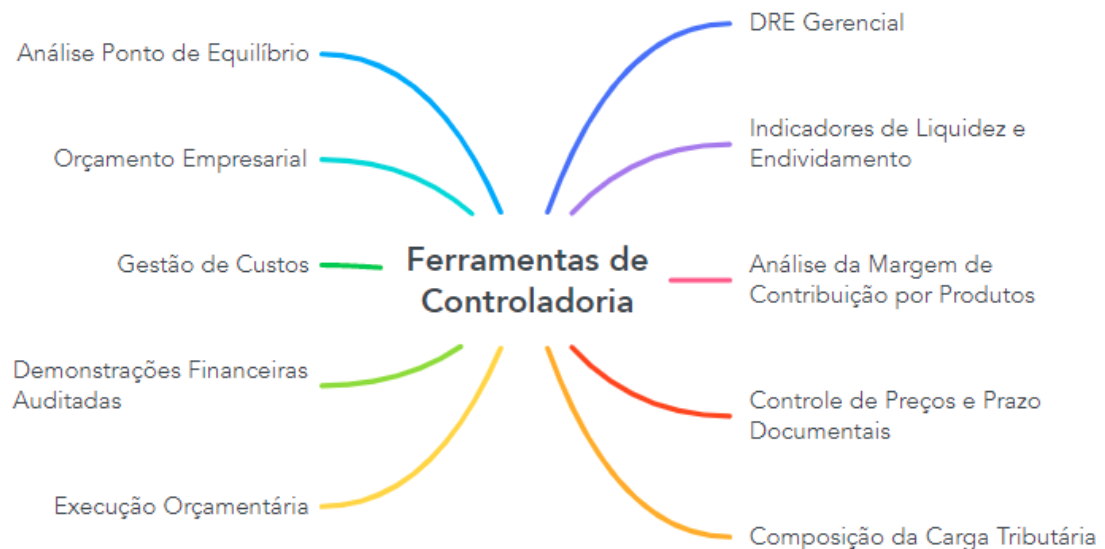 Ferramentas de
Controladoria
DRE Gerencial
Indicadores de Liquidez e
Endividamento
Análise da Margem de
Contribuição por Produtos
Controle de Preços e Prazo
Documentais
Composição da Carga Tributária
Análise Ponto de Equilíbrio
Orçamento Empresarial
Gestão de Custos
Demonstrações Financeiras
Auditadas
Execução Orçamentária